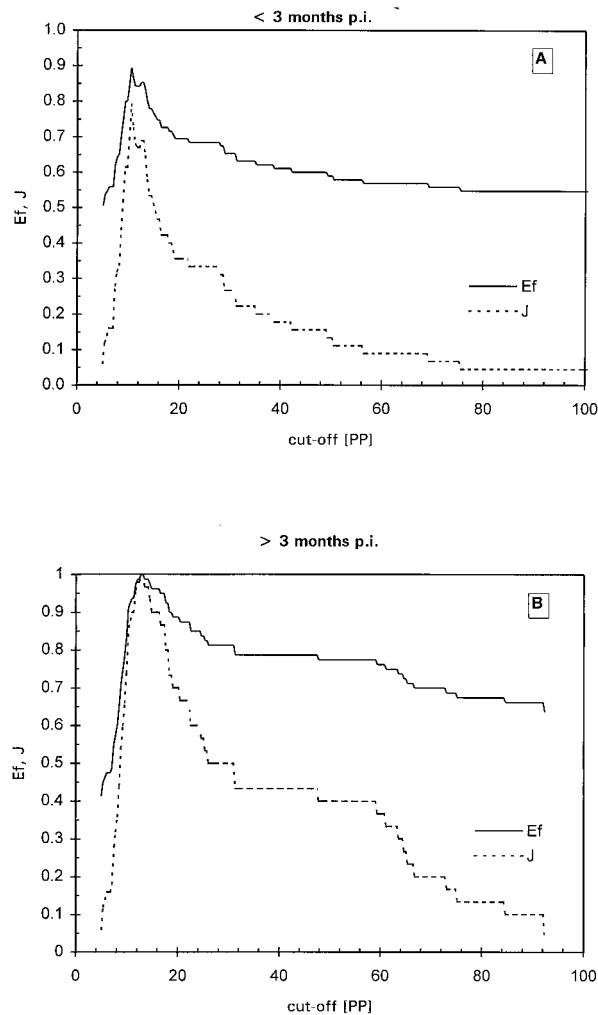 < 3 months p.i.
A
1.0
0.9
0.8
0.7
0.6
0.5
0.4
0.3
0.2
0.1
0.0
Ef, J
Ef
J
0 20 40 60 80 100
cut-off [PP]
> 3 months p.i.
B
1
0.9
0.8
0.7
0.6
0.5
0.4
0.3
0.2
0.1
0
Ef, J
Ef
J
0 20 40 60 80 100
cut-off [PP]